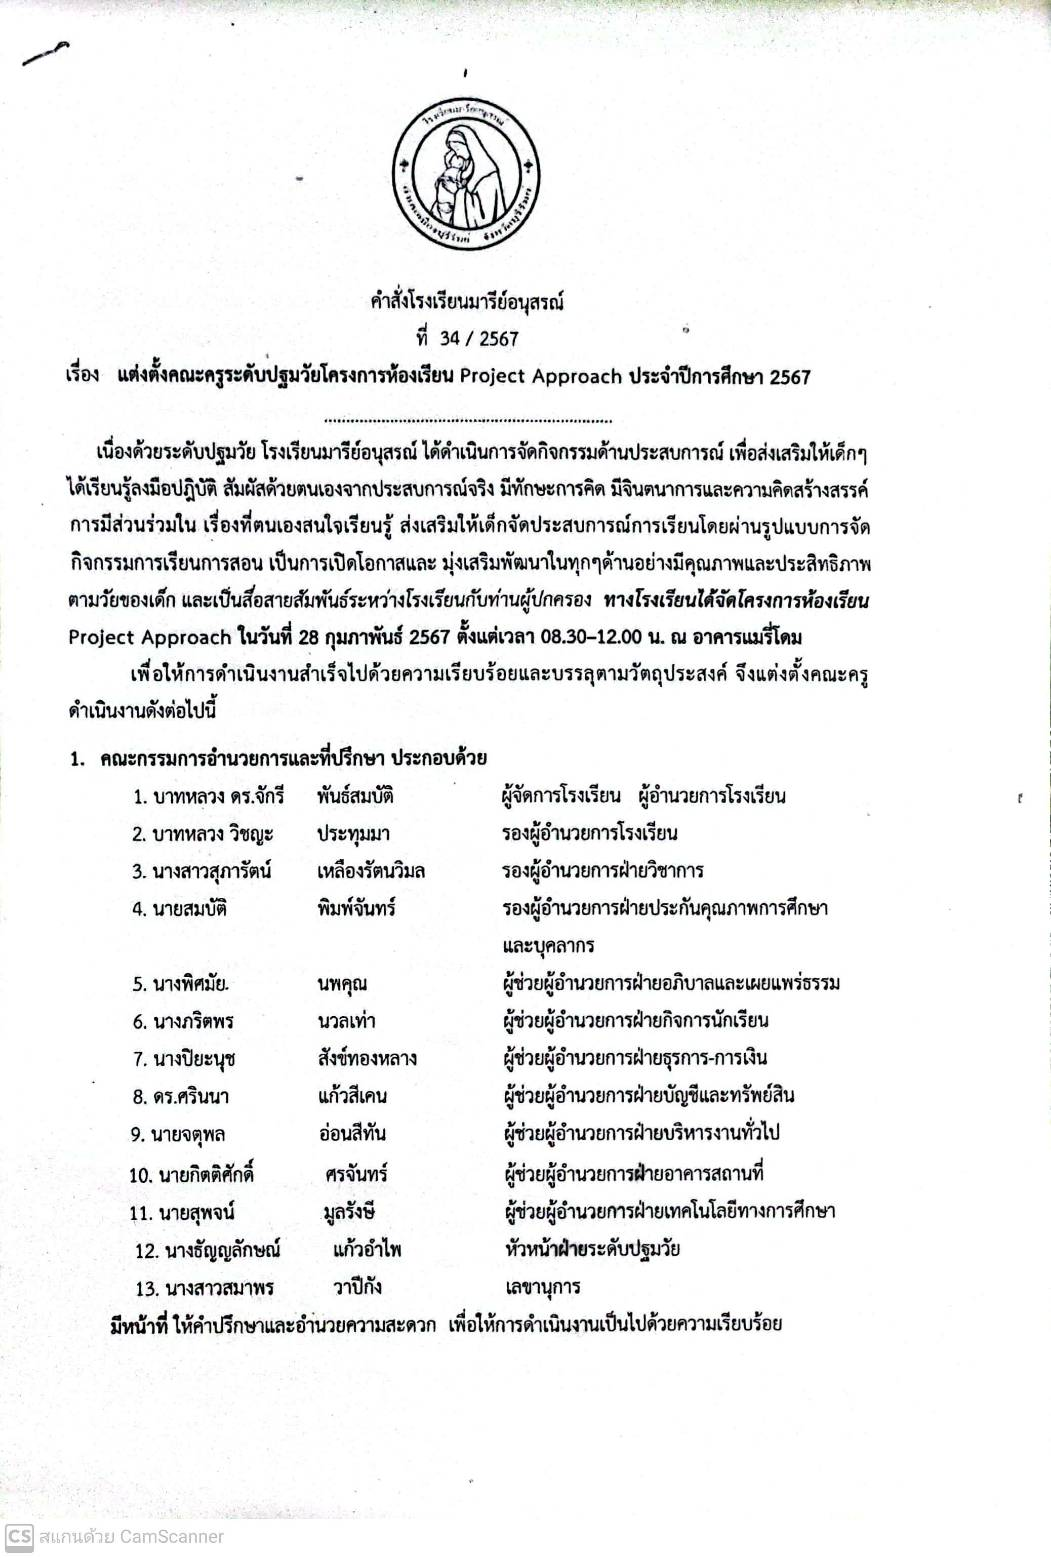 คำสั่งโรงเรียนมารีย์อนุสรณ์
ที่ 34 / 2567
เรื่อง แต่งตั้งคณะครูระดับปฐมวัยโครงการห้องเรียน Project Approach ประจำปีการศึกษา 2567
เนื่องด้วยระดับปฐมวัย โรงเรียนมารีย์อนุสรณ์ ได้ดำเนินการจัดกิจกรรมด้านประสบการณ์ เพื่อส่งเสริมให้เด็กๆ
ได้เรียนรู้ลงมือปฏิบัติ สัมผัสด้วยตนเองจากประสบการณ์จริง มีทักษะการคิด มีจินตนาการและความคิดสร้างสรรค์
การมีส่วนร่วมใน เรื่องที่ตนเองสนใจเรียนรู้ ส่งเสริมให้เด็กจัดประสบการณ์การเรียนโดยผ่านรูปแบบการจัด
กิจกรรมการเรียนการสอน เป็นการเปิดโอกาสและ มุ่งเสริมพัฒนาในทุกๆด้านอย่างมีคุณภาพและประสิทธิภาพ
ตามวัยของเด็ก และเป็นสื่อสายสัมพันธ์ระหว่างโรงเรียนกับท่านผู้ปกครอง ทางโรงเรียนได้จัดโครงการห้องเรียน
Project Approach ในวันที่ 28 กุมภาพันธ์ 2567 ตั้งแต่เวลา 08.30–12.00 น. ณ อาคารแมรี่โดม
เพื่อให้การดำเนินงานสำเร็จไปด้วยความเรียบร้อยและบรรลุตามวัตถุประสงค์ จึงแต่งตั้งคณะครู
ดำเนินงานดังต่อไปนี้
1. คณะกรรมการอำนวยการและที่ปรึกษา ประกอบด้วย
1. บาทหลวง ดร.จักรี พันธ์สมบัติ ผู้จัดการโรงเรียน ผู้อำนวยการโรงเรียน
2. บาทหลวง วิชญะ ประทุมมา รองผู้อำนวยการโรงเรียน
3. นางสาวสุภารัตน์ เหลืองรัตนวิมล รองผู้อำนวยการฝ่ายวิชาการ
4. นายสมบัติ พิมพ์จันทร์ รองผู้อำนวยการฝ่ายประกันคุณภาพการศึกษา
และบุคลากร
5. นางพิศมัย นพคุณ ผู้ช่วยผู้อำนวยการฝ่ายอภิบาลและเผยแพร่ธรรม
6. นางภริตพร นวลเท่า ผู้ช่วยผู้อำนวยการฝ่ายกิจการนักเรียน
7. นางปิยะนุช สังข์ทองหลาง ผู้ช่วยผู้อำนวยการฝ่ายธุรการ-การเงิน
8. ดร.ศรินนา แก้วสีเคน ผู้ช่วยผู้อำนวยการฝ่ายบัญชีและทรัพย์สิน
9. นายจตุพล อ่อนสีทัน ผู้ช่วยผู้อำนวยการฝ่ายบริหารงานทั่วไป
10. นายกิตติศักดิ์ ศรจันทร์ ผู้ช่วยผู้อำนวยการฝ่ายอาคารสถานที่
11. นายสุพจน์ มูลรังษี ผู้ช่วยผู้อำนวยการฝ่ายเทคโนโลยีทางการศึกษา
12. นางธัญญลักษณ์ แก้วอำไพ หัวหน้าฝ่ายระดับปฐมวัย
13. นางสาวสมาพร วาปีกัง เลขานุการ
มีหน้าที่ ให้คำปรึกษาและอำนวยความสะดวก เพื่อให้การดำเนินงานเป็นไปด้วยความเรียบร้อย
CS สแกนด้วย CamScanner